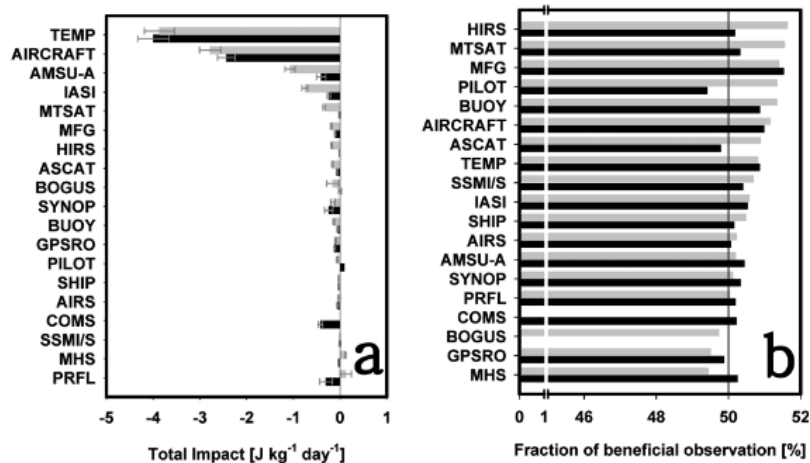 TEMP
AIRCRAFT
AMSU-A
IASI
MTSAT
MFG
HIRS
ASCAT
BOGUS
SYNOP
BUOY
GPSRO
PILOT
SHIP
AIRS
COMS
SSMI/S
MHS
PRFL
a
-5 -4 -3 -2 -1 0 1
Total Impact [J kg⁻¹ day⁻¹]
HIRS
MTSAT
MFG
PILOT
BUOY
AIRCRAFT
ASCAT
TEMP
SSMI/S
IASI
SHIP
AIRS
AMSU-A
SYNOP
PRFL
COMS
BOGUS
GPSRO
MHS
b
0 1 46 48 50 52
Fraction of beneficial observation [%]